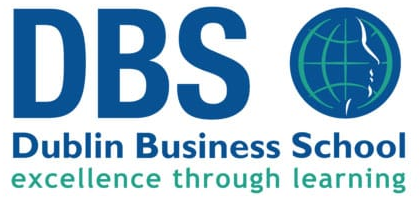 DBS
Dublin Business School
excellence through learning